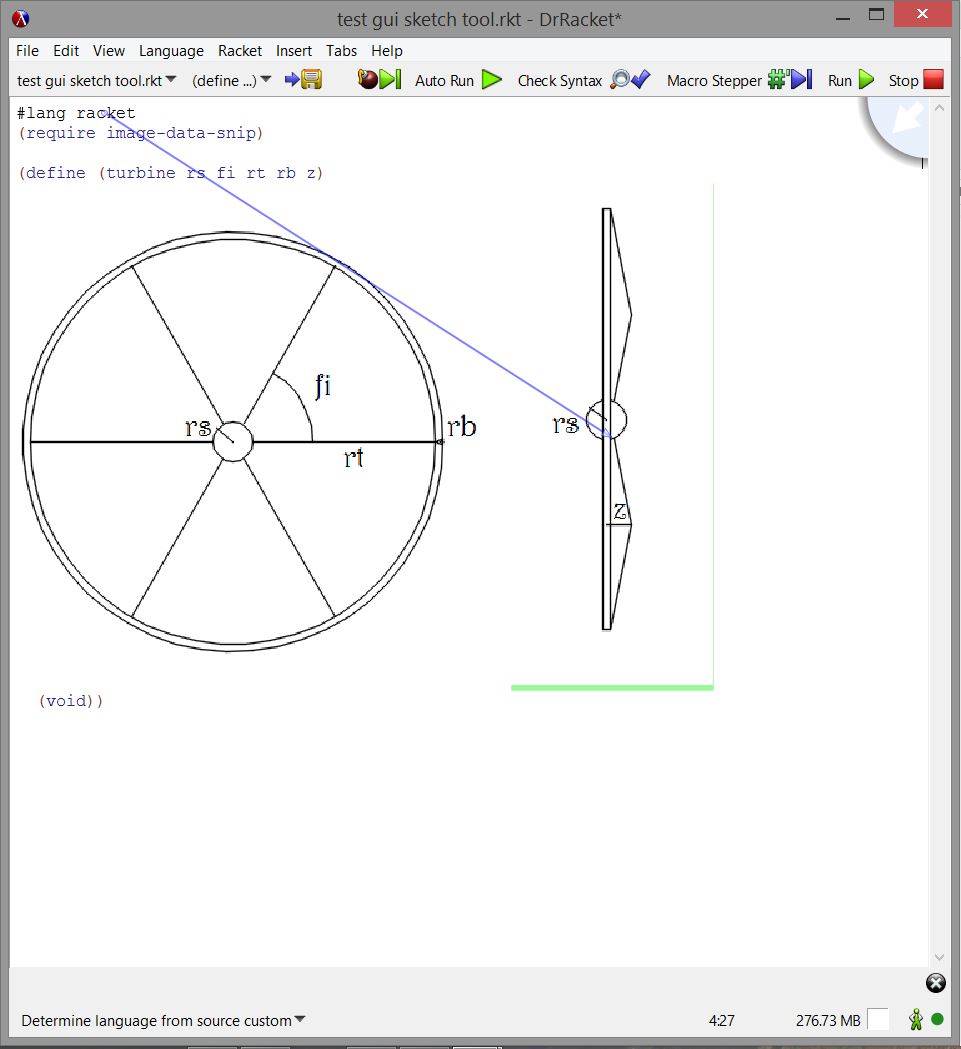 test gui sketch tool.rkt - DrRacket*
File Edit View Language Racket Insert Tabs Help
test gui sketch tool.rkt (define ...) Auto Run Check Syntax Macro Stepper #' Run Stop
#lang racket
(require image-data-snip)
(define (turbine rs fi rt rb z)
fi
rs rb rs
rt
z
(void))
Determine language from source custom 4:27 276.73 MB